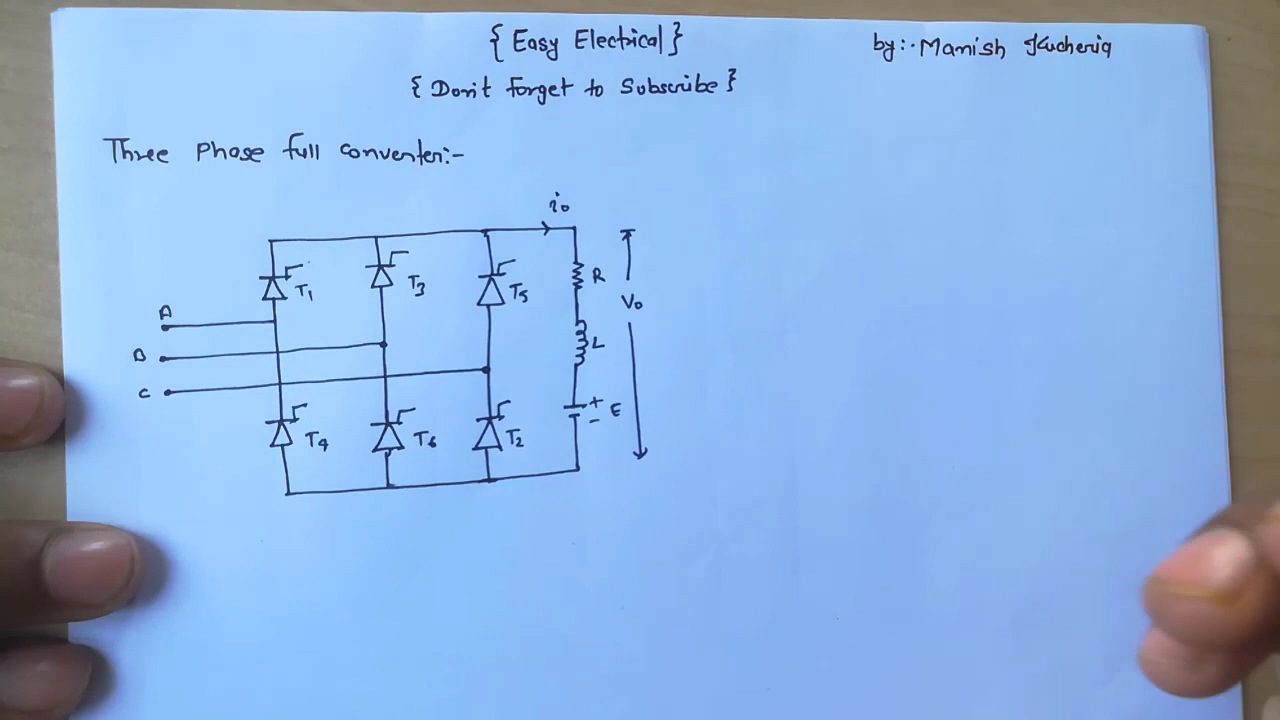 { Easy Electrical }
by:- Manish Kucheriq
{ Don't forget to Subscribe }
Three Phase full converter:-
io
T1
T3
T5
R
Vo
A
B
L
C
+
-
E
T4
T6
T2